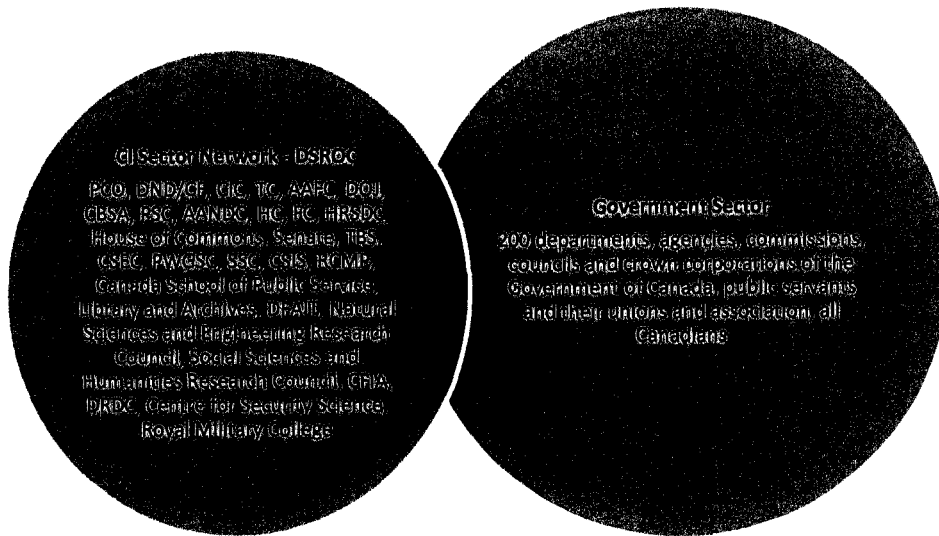 CI Sector Network - DSRDC
PCO, DND/CF, CIC, TC, AAFC, DOJ,
CBSA, PSC, AANDC, HC, FC, HRSDC,
House of Commons, Senate, TBS,
CSEC, PWGSC, SSC, CSIS, RCMP,
Canada School of Public Service,
Library and Archives, DFAIT, Natural
Sciences and Engineering Research
Council, Social Sciences and
Humanities Research Council, CFIA,
DRDC, Centre for Security Science,
Royal Military College
Government Sector
200 departments, agencies, commissions,
councils and crown corporations of the
Government of Canada, public servants
and their unions and association, all
Canadians